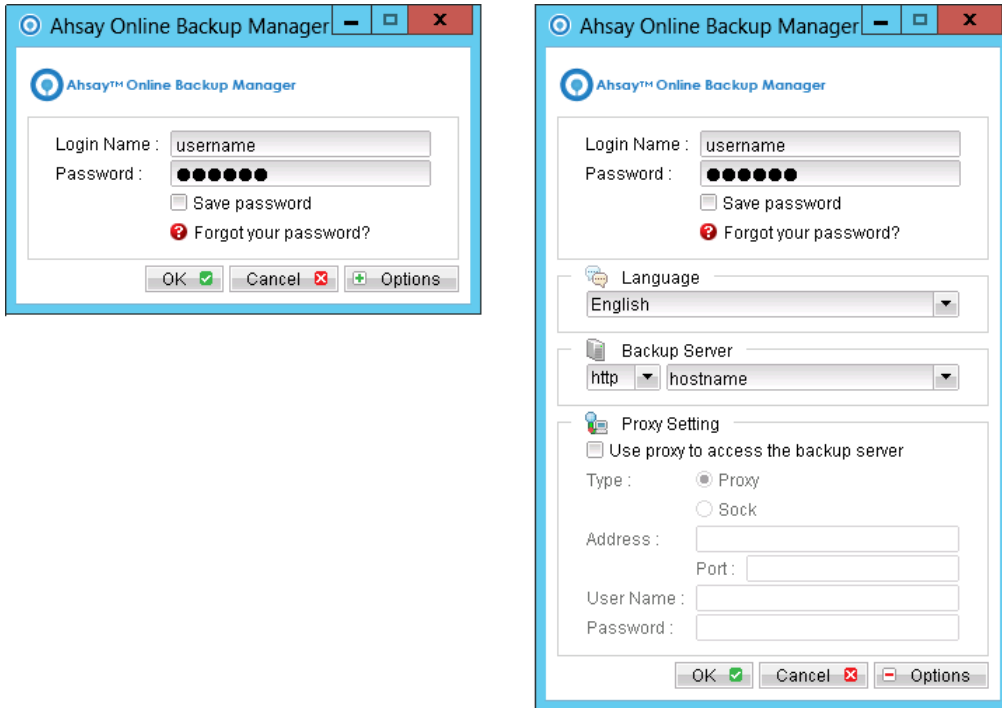 Ahsay Online Backup Manager
Ahsay™ Online Backup Manager
Login Name : username
Password : ●●●●●●
Save password
Forgot your password?
OK Cancel Options
Ahsay Online Backup Manager
Ahsay™ Online Backup Manager
Login Name : username
Password : ●●●●●●
Save password
Forgot your password?
Language
English
Backup Server
http hostname
Proxy Setting
Use proxy to access the backup server
Type : Proxy
Sock
Address :
Port :
User Name :
Password :
OK Cancel Options